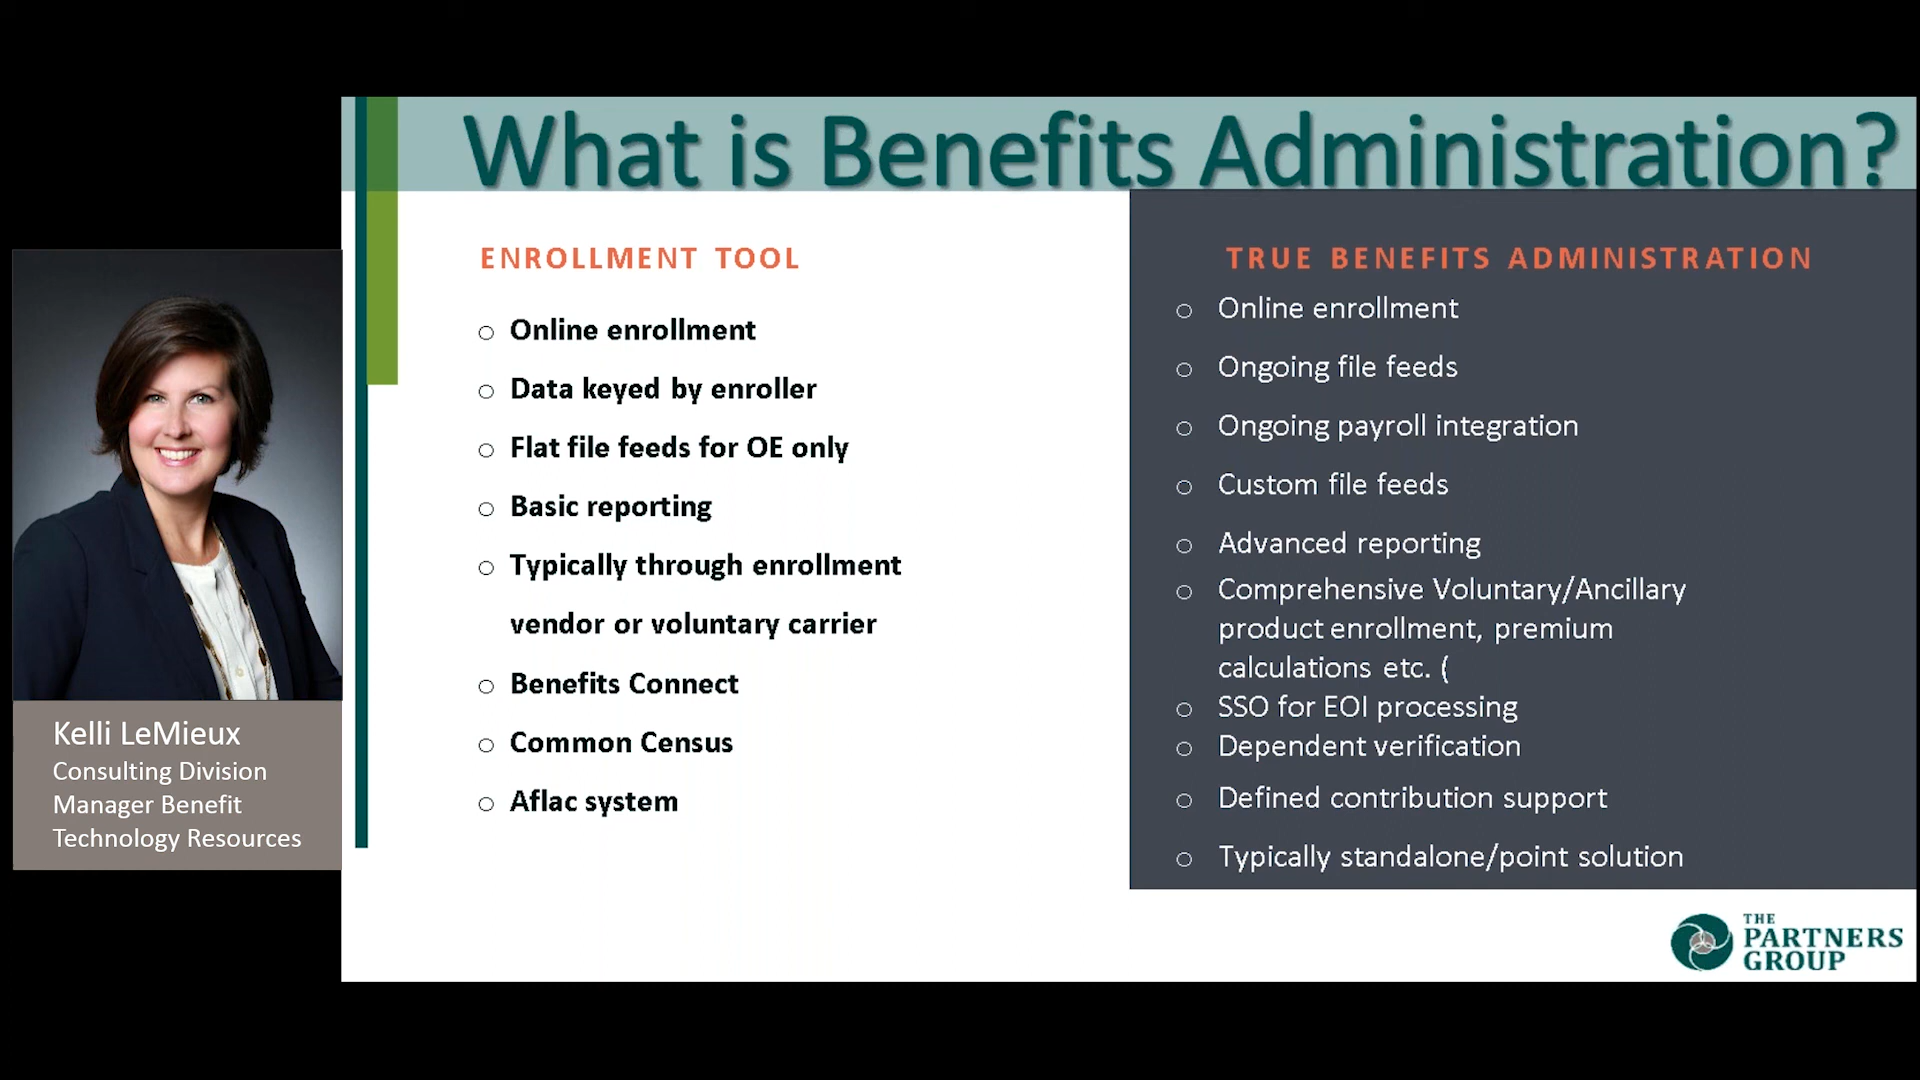 What is Benefits Administration?
ENROLLMENT TOOL
Online enrollment
Data keyed by enroller
Flat file feeds for OE only
Basic reporting
Typically through enrollment
vendor or voluntary carrier
Benefits Connect
Common Census
Aflac system
TRUE BENEFITS ADMINISTRATION
Online enrollment
Ongoing file feeds
Ongoing payroll integration
Custom file feeds
Advanced reporting
Comprehensive Voluntary/Ancillary
product enrollment, premium
calculations etc. (
SSO for EOI processing
Dependent verification
Defined contribution support
Typically standalone/point solution
Kelli LeMieux
Consulting Division
Manager Benefit
Technology Resources
THE
PARTNERS
GROUP